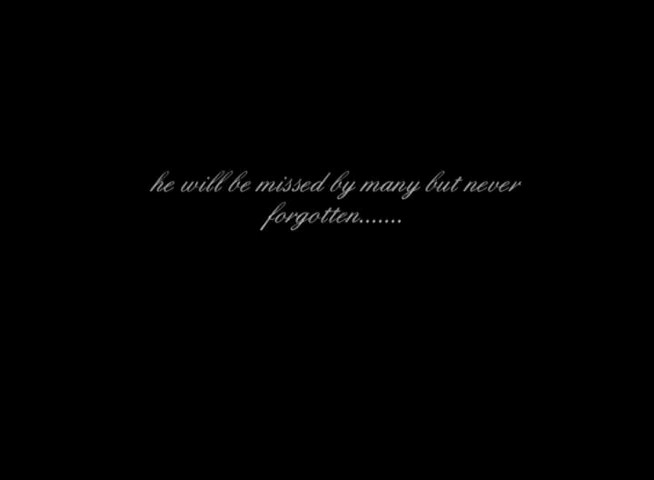 he will be missed by many but never
forgotten.......